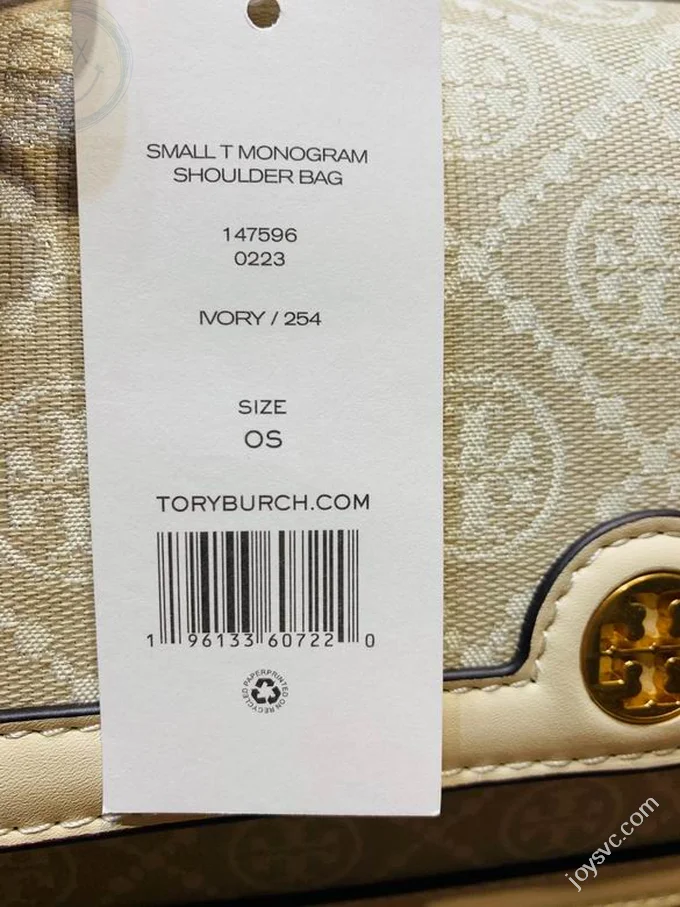 SMALL T MONOGRAM
SHOULDER BAG
147596
0223
IVORY / 254
SIZE
OS
TORYBURCH.COM
1 96133 60722 0
PAPER PRINTED ON RECYCLED
joysvc.com